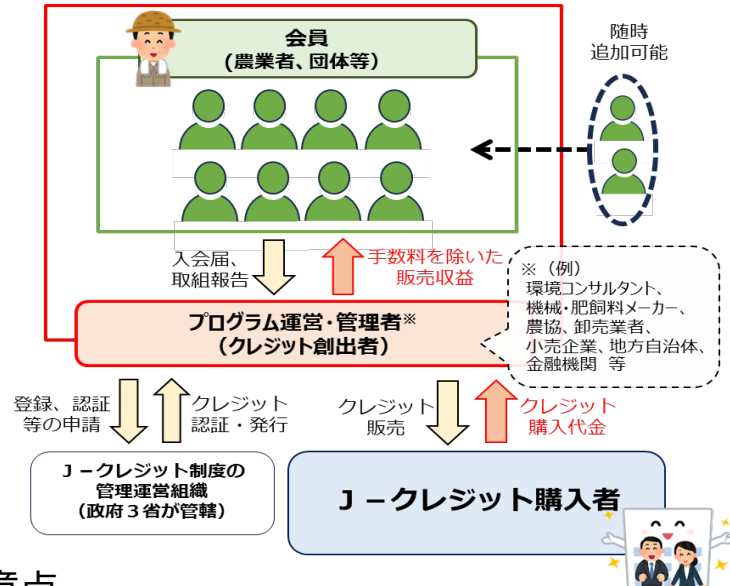 会員
(農業者、団体等)
随時
追加可能
入会届、
取組報告
手数料を除いた
販売収益
※（例）
環境コンサルタント、
機械・肥飼料メーカー、
農協、卸売業者、
小売企業、地方自治体、
金融機関 等
プログラム運営・管理者※
（クレジット創出者）
登録、認証
等の申請
クレジット
認証・発行
クレジット
販売
クレジット
購入代金
Ｊ－クレジット制度の
管理運営組織
（政府３省が管轄）
Ｊ－クレジット購入者